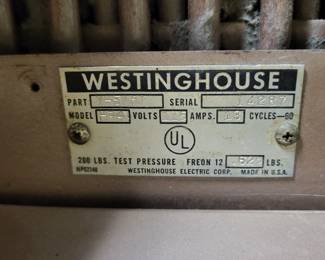 WESTINGHOUSE
PART SERIAL 14287
MODEL VOLTS AMPS. CYCLES-60
UL
200 LBS. TEST PRESSURE FREON 12 LBS.
WESTINGHOUSE ELECTRIC CORP. MADE IN U.S.A.